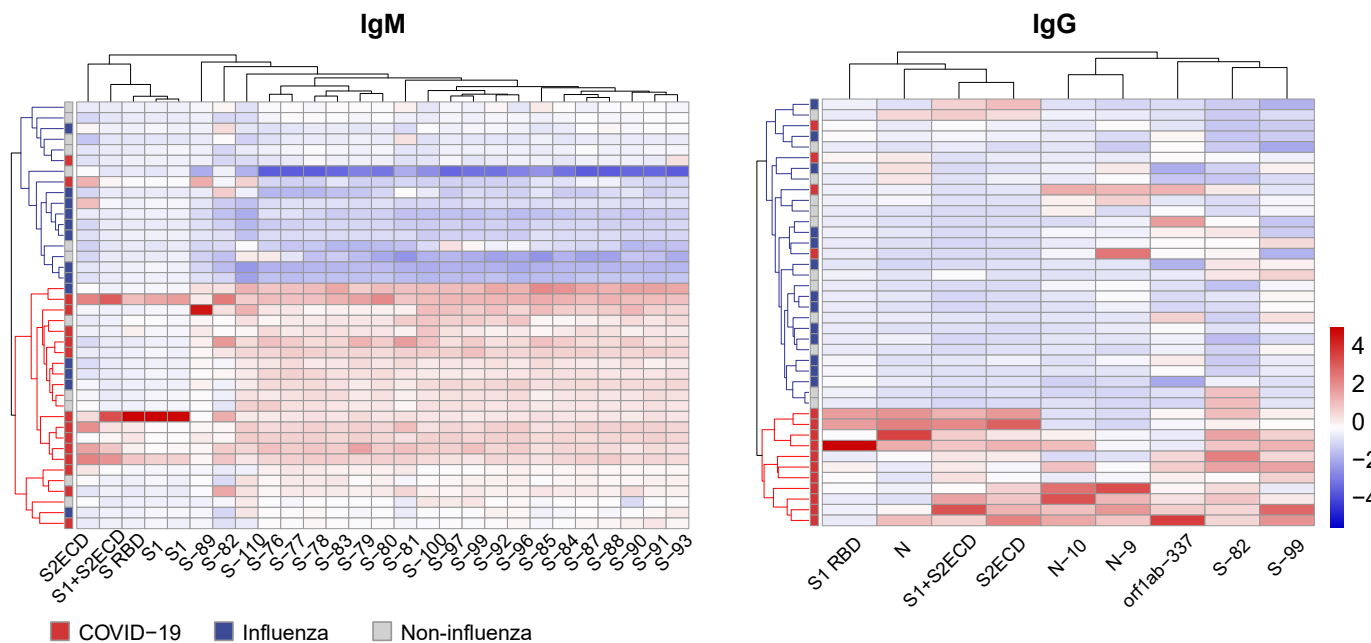 IgM
IgG
S2ECD
S1+S2ECD
S RBD
S1
S1
S−89
S−82
S−110
S−76
S−77
S−78
S−83
S−79
S−80
S−81
S−100
S−97
S−99
S−92
S−96
S−85
S−84
S−87
S−88
S−90
S−91
S−93
S1 RBD
N
S1+S2ECD
S2ECD
N−10
N−9
orf1ab−337
S−82
S−99
4
2
0
−2
−4
COVID−19
Influenza
Non−influenza